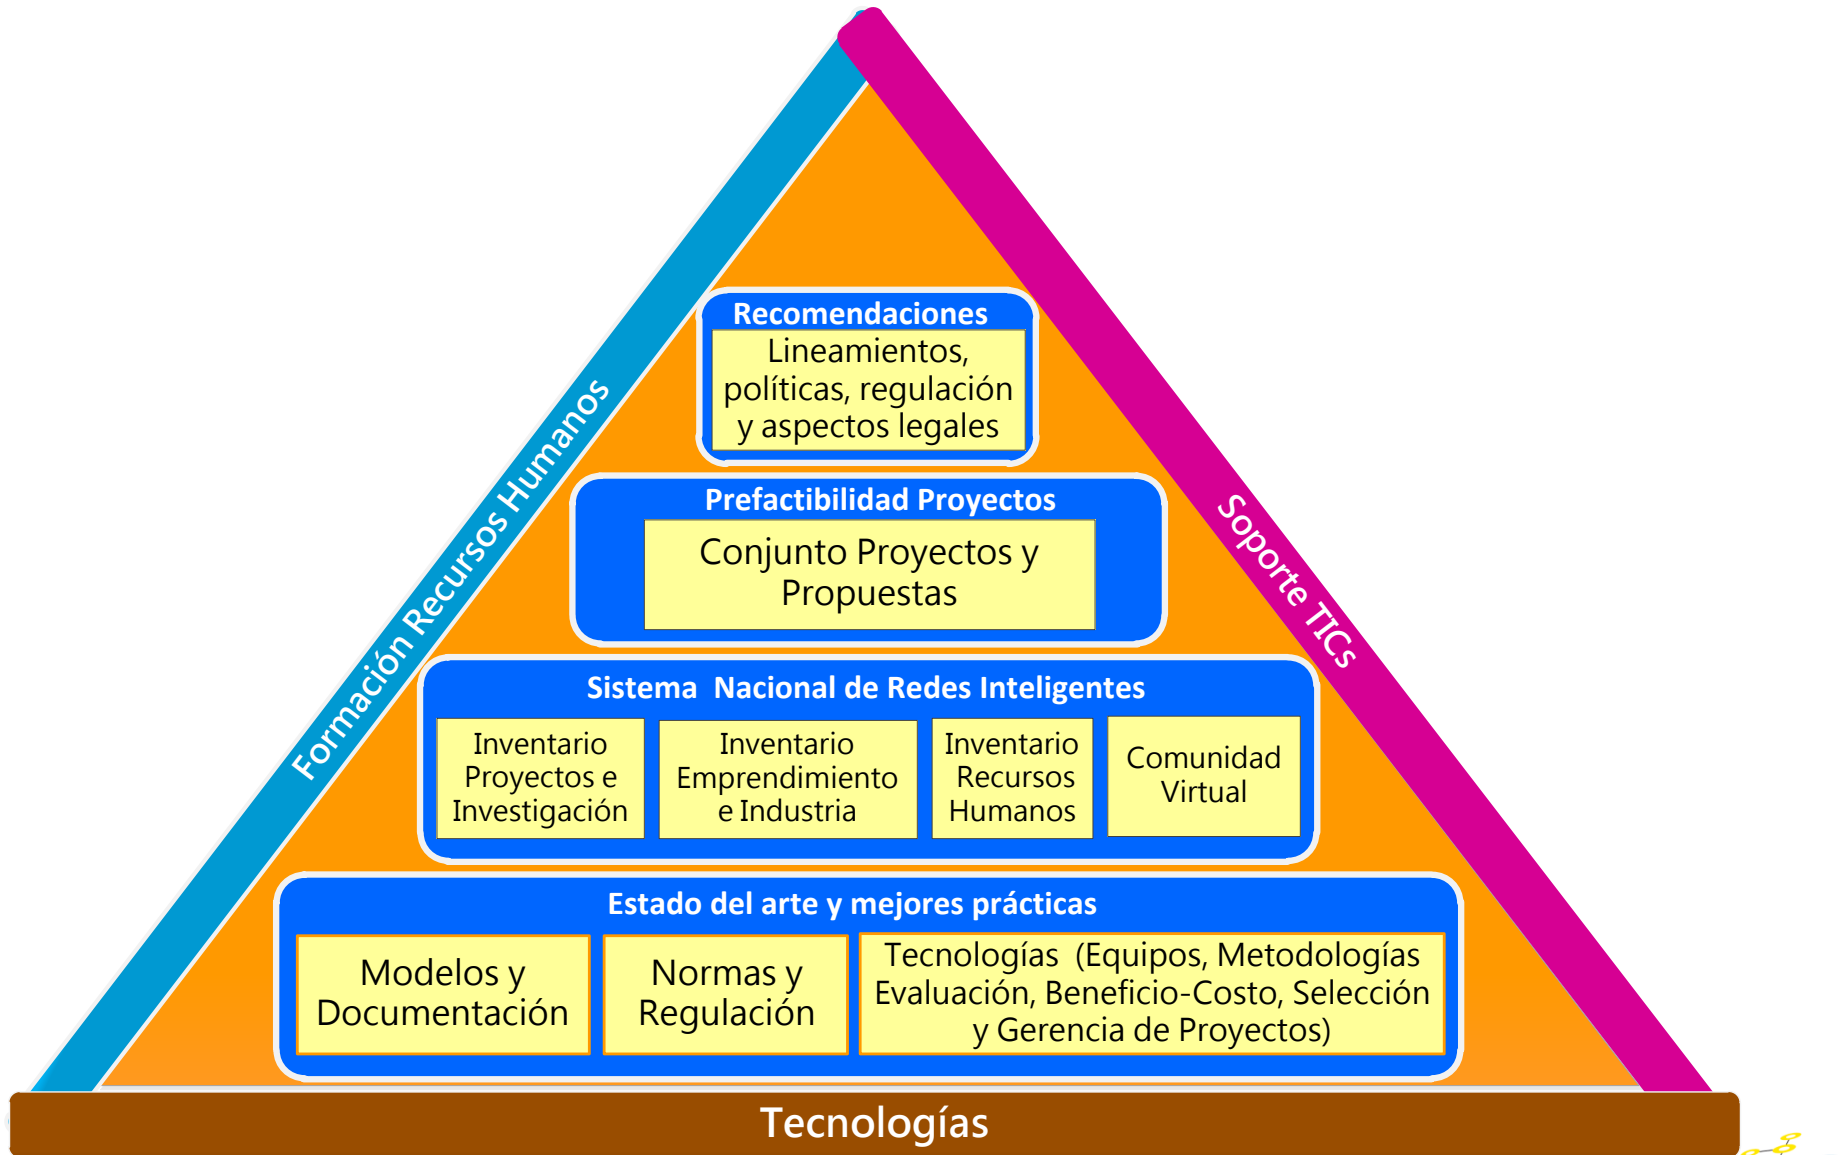 Recomendaciones
Lineamientos,
políticas, regulación
y aspectos legales
Formación Recursos Humanos
Soporte TICs
Prefactibilidad Proyectos
Conjunto Proyectos y
Propuestas
Sistema Nacional de Redes Inteligentes
Inventario
Proyectos e
Investigación
Inventario
Emprendimiento
e Industria
Inventario
Recursos
Humanos
Comunidad
Virtual
Estado del arte y mejores prácticas
Modelos y
Documentación
Normas y
Regulación
Tecnologías (Equipos, Metodologías
Evaluación, Beneficio-Costo, Selección
y Gerencia de Proyectos)
Tecnologías